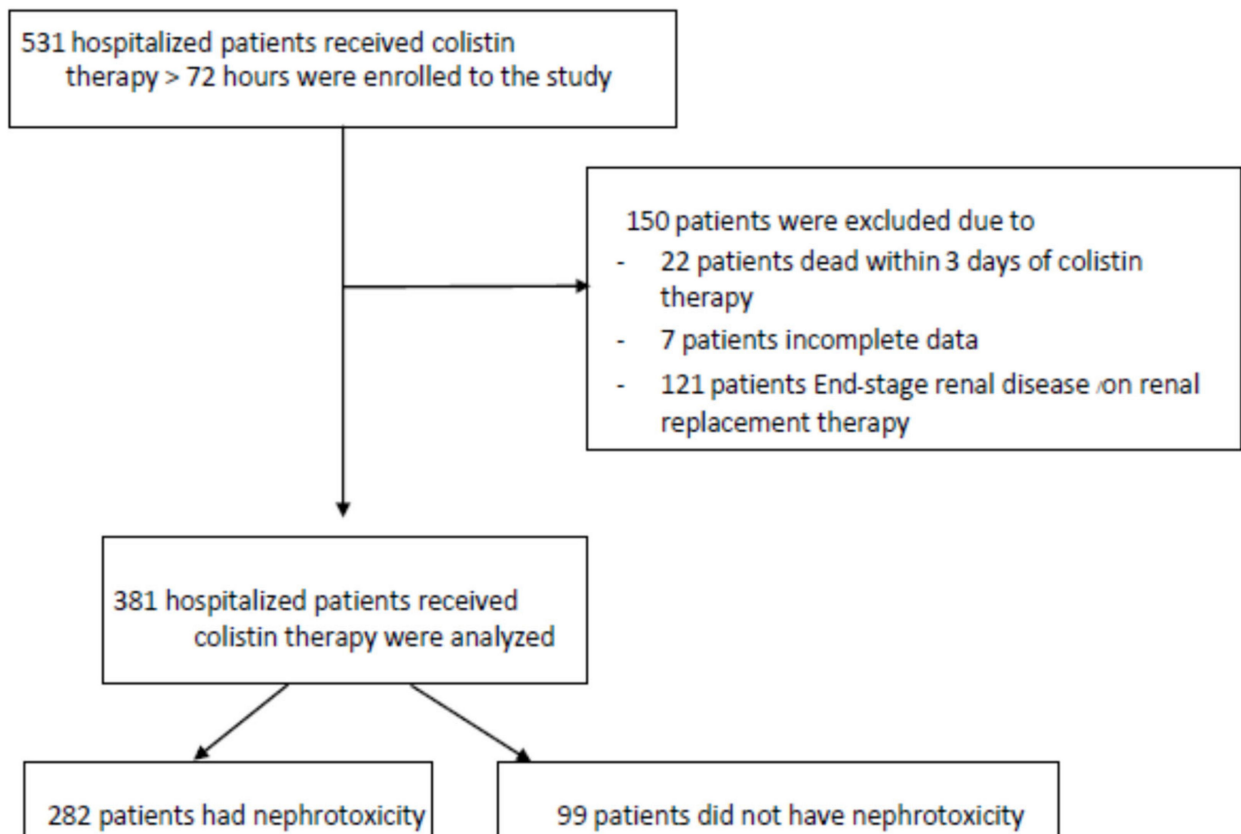 531 hospitalized patients received colistin
therapy > 72 hours were enrolled to the study
150 patients were excluded due to
- 22 patients dead within 3 days of colistin
therapy
- 7 patients incomplete data
- 121 patients End-stage renal disease /on renal
replacement therapy
381 hospitalized patients received
colistin therapy were analyzed
282 patients had nephrotoxicity
99 patients did not have nephrotoxicity